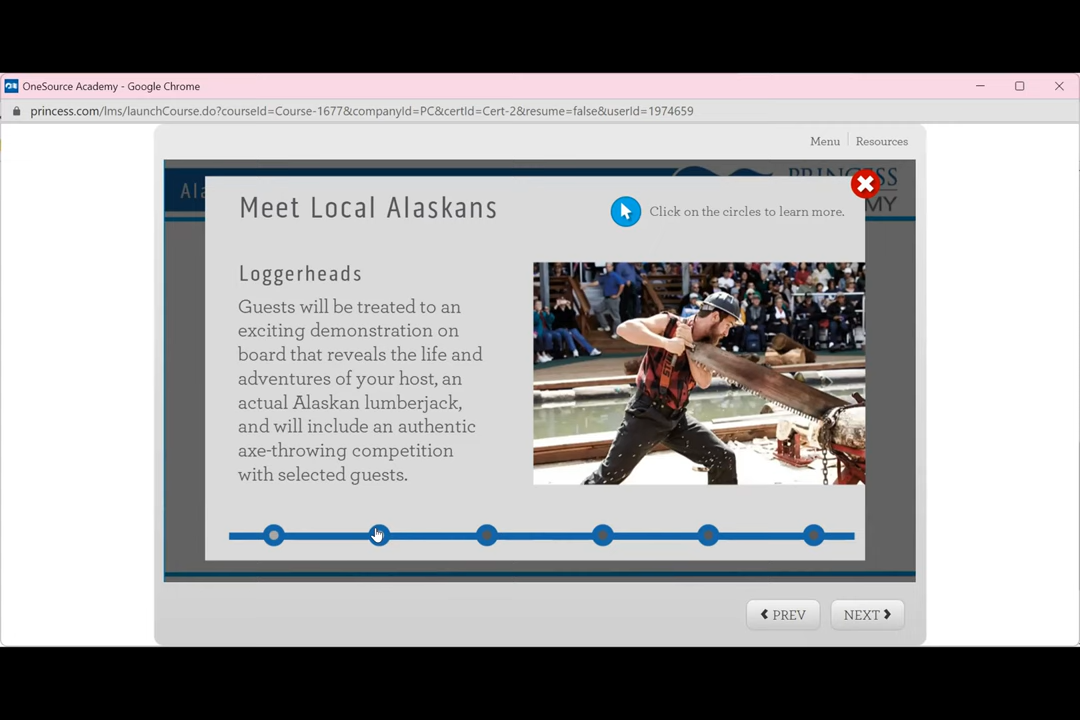 OneSource Academy - Google Chrome
princess.com/lms/launchCourse.do?courseId=Course-1677&companyId=PC&certId=Cert-2&resume=false&userId=1974659
Menu Resources
Ala
Meet Local Alaskans
Click on the circles to learn more.
Loggerheads
Guests will be treated to an
exciting demonstration on
board that reveals the life and
adventures of your host, an
actual Alaskan lumberjack,
and will include an authentic
axe-throwing competition
with selected guests.
PREV NEXT